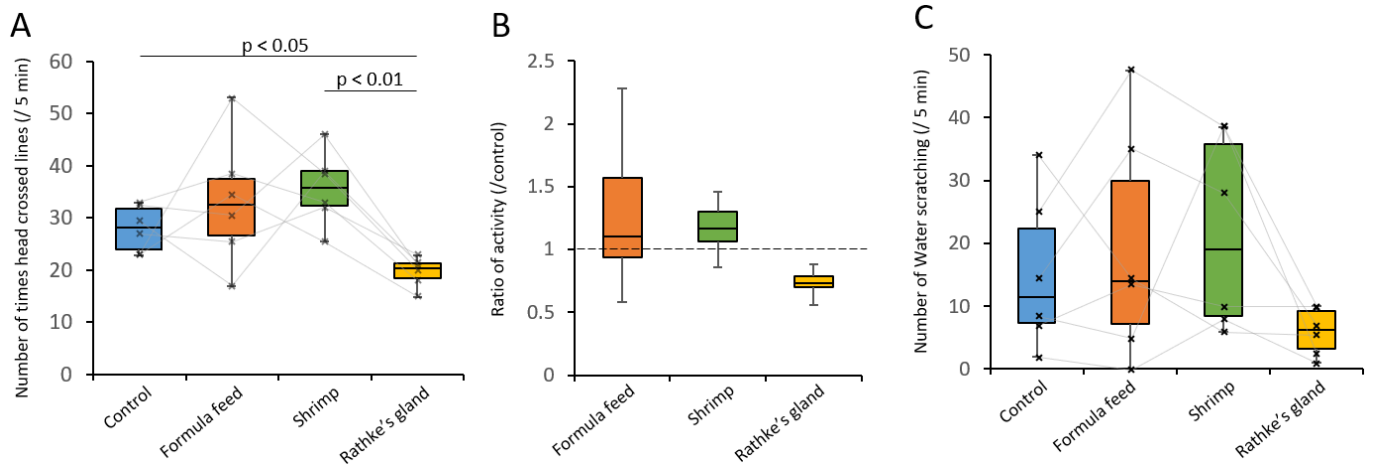 A
Number of times head crossed lines (/ 5 min)
60
50
40
30
20
10
0
p < 0.05
p < 0.01
Control
Formula feed
Shrimp
Rathke's gland
B
Ratio of activity (/control)
2.5
2
1.5
1
0.5
0
Formula feed
Shrimp
Rathke's gland
C
Number of Water scratching (/ 5 min)
50
40
30
20
10
0
Control
Formula feed
Shrimp
Rathke's gland